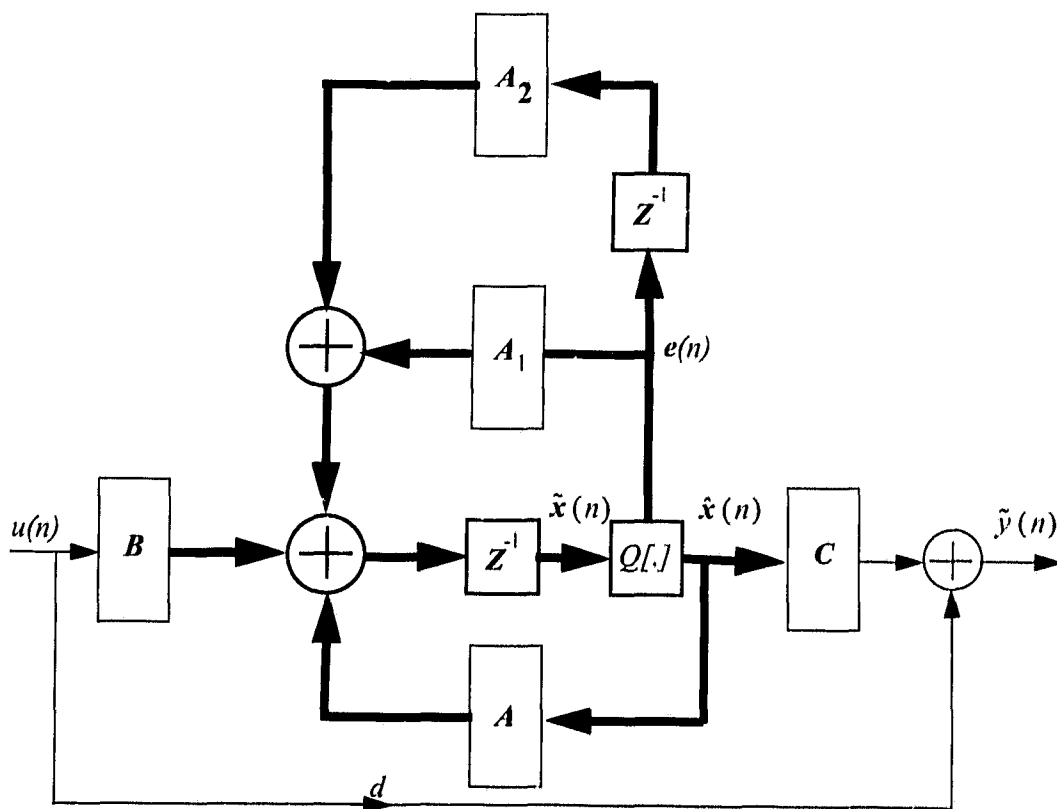 A₂
Z⁻¹
A₁
e(n)
u(n)
B
Z⁻¹
x̃(n)
Q[.]
x̂(n)
C
ỹ(n)
A
d